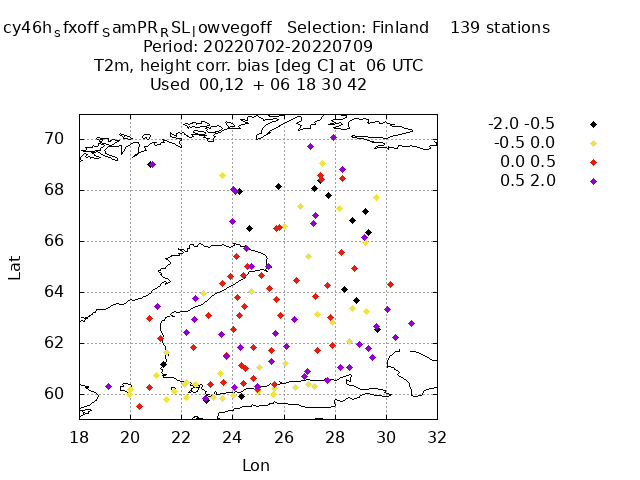 cy46h_sfxoff_SamPR_RSL_lowvegoff   Selection: Finland    139 stations
Period: 20220702-20220709
T2m, height corr. bias [deg C] at  06 UTC
Used  00,12  + 06 18 30 42
-2.0 -0.5
-0.5 0.0
0.0 0.5
0.5 2.0
70
68
66
64
62
60
Lat
18 20 22 24 26 28 30 32
Lon